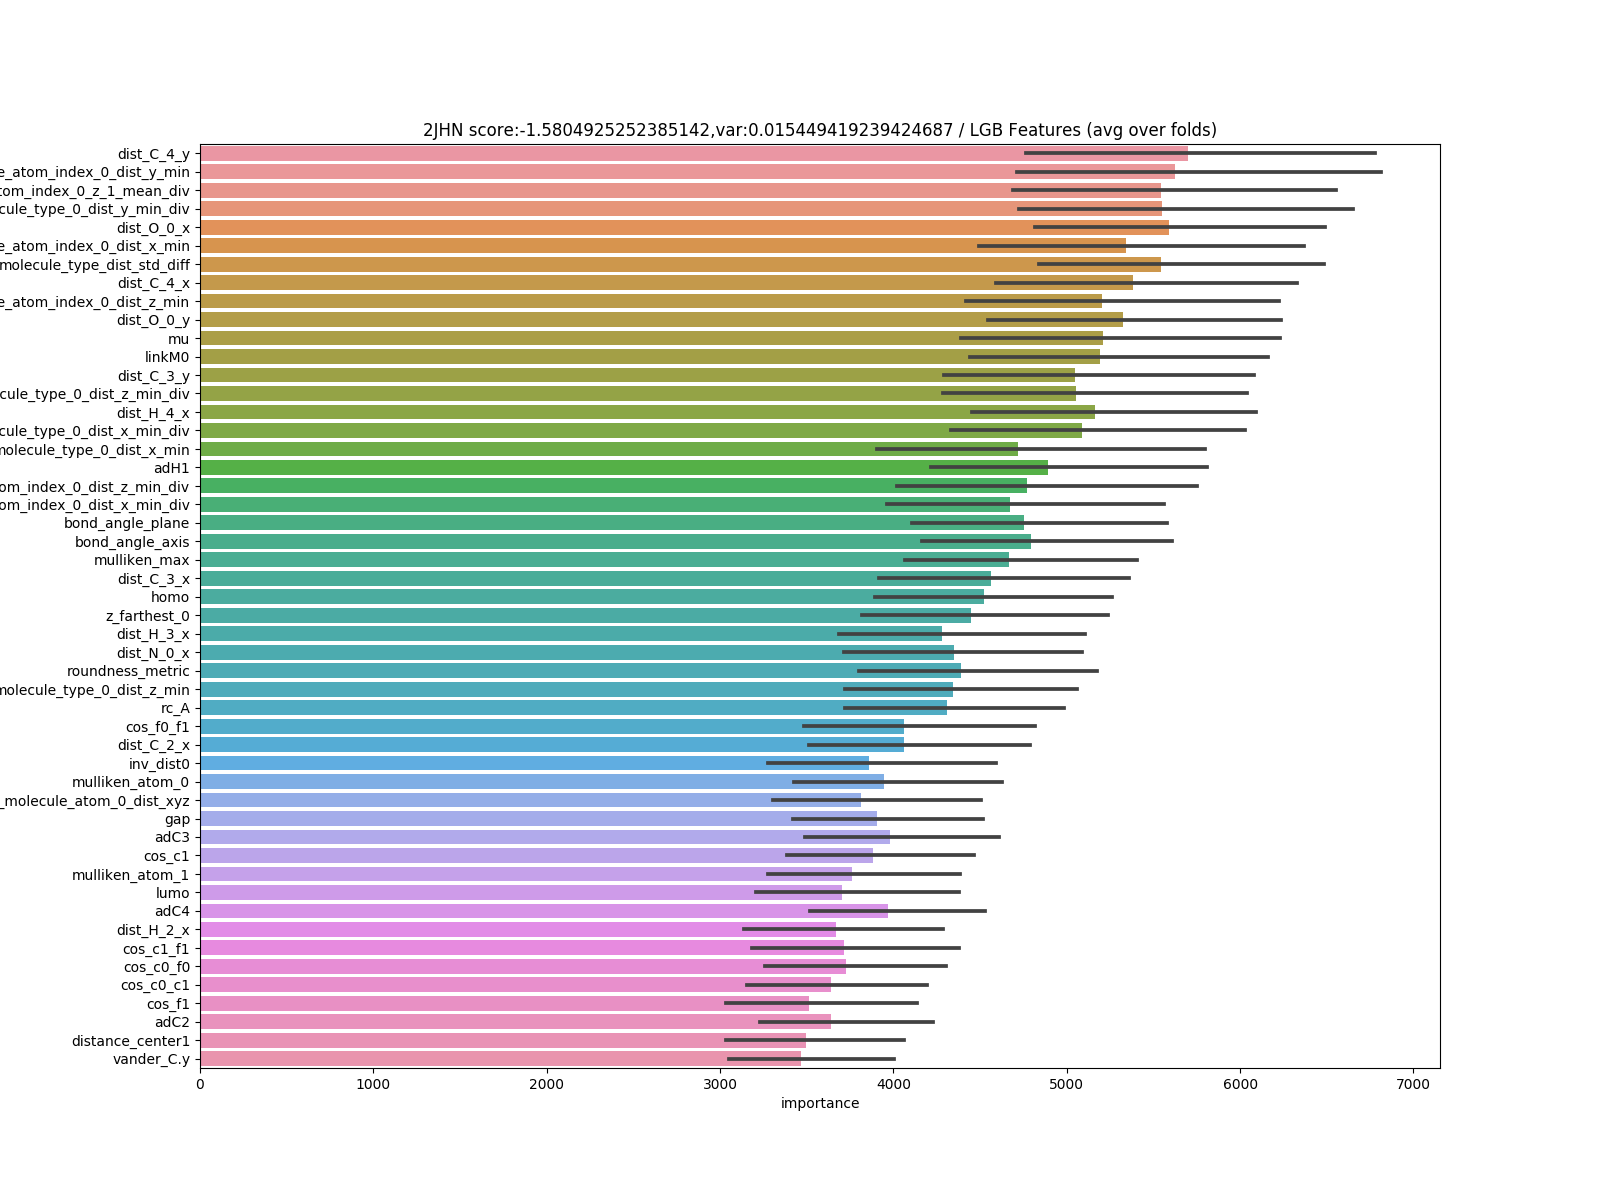 2JHN score:-1.5804925252385142,var:0.015449419239424687 / LGB Features (avg over folds)
dist_C_4_y
e_atom_index_0_dist_y_min
tom_index_0_z_1_mean_div
cule_type_0_dist_y_min_div
dist_O_0_x
e_atom_index_0_dist_x_min
molecule_type_dist_std_diff
dist_C_4_x
e_atom_index_0_dist_z_min
dist_O_0_y
mu
linkM0
dist_C_3_y
cule_type_0_dist_z_min_div
dist_H_4_x
cule_type_0_dist_x_min_div
molecule_type_0_dist_x_min
adH1
om_index_0_dist_z_min_div
om_index_0_dist_x_min_div
bond_angle_plane
bond_angle_axis
mulliken_max
dist_C_3_x
homo
z_farthest_0
dist_H_3_x
dist_N_0_x
roundness_metric
molecule_type_0_dist_z_min
rc_A
cos_f0_f1
dist_C_2_x
inv_dist0
mulliken_atom_0
_molecule_atom_0_dist_xyz
gap
adC3
cos_c1
mulliken_atom_1
lumo
adC4
dist_H_2_x
cos_c1_f1
cos_c0_f0
cos_c0_c1
cos_f1
adC2
distance_center1
vander_C.y
0 1000 2000 3000 4000 5000 6000 7000
importance